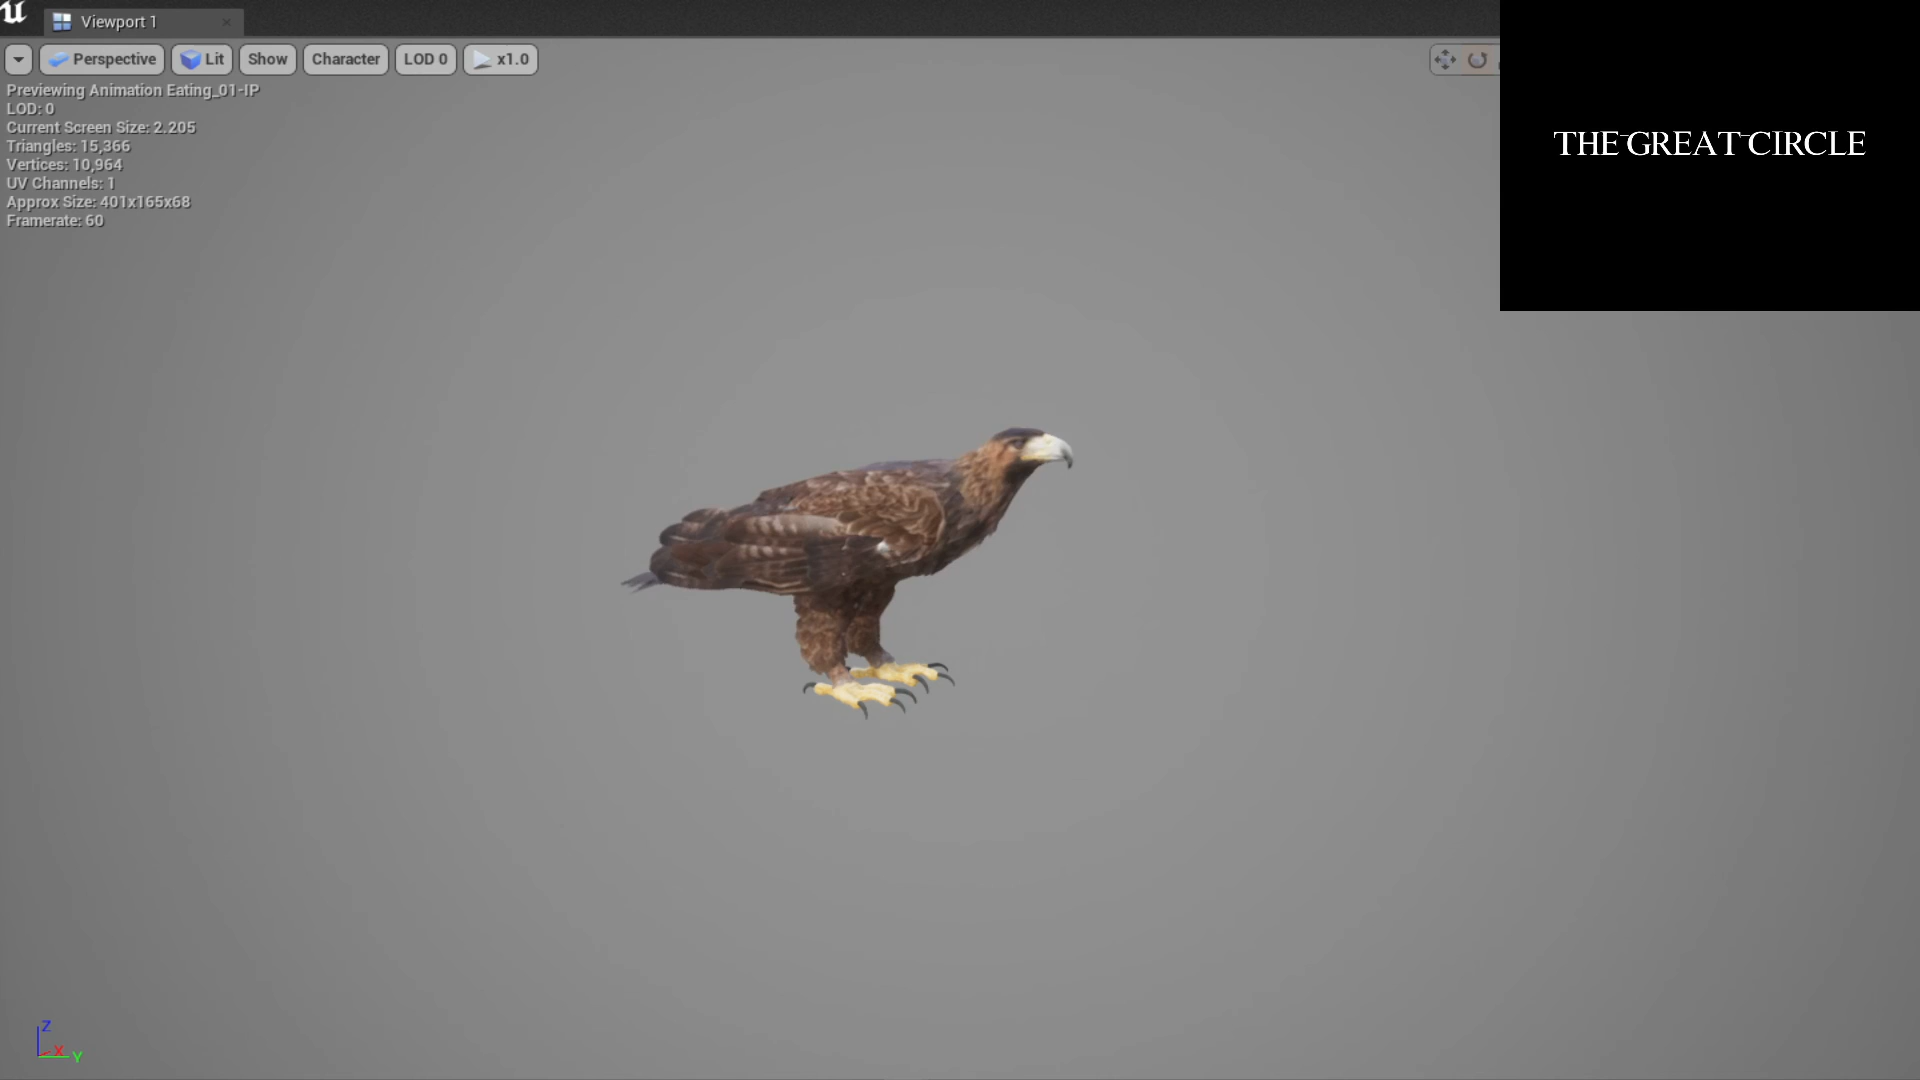 Viewport 1
Perspective
Lit
Show
Character
LOD 0
x1.0
Previewing Animation Eating_01-IP
LOD: 0
Current Screen Size: 2.205
Triangles: 15,366
Vertices: 10,964
UV Channels: 1
Approx Size: 401x165x68
Framerate: 60
THE GREAT CIRCLE
Z
X
Y